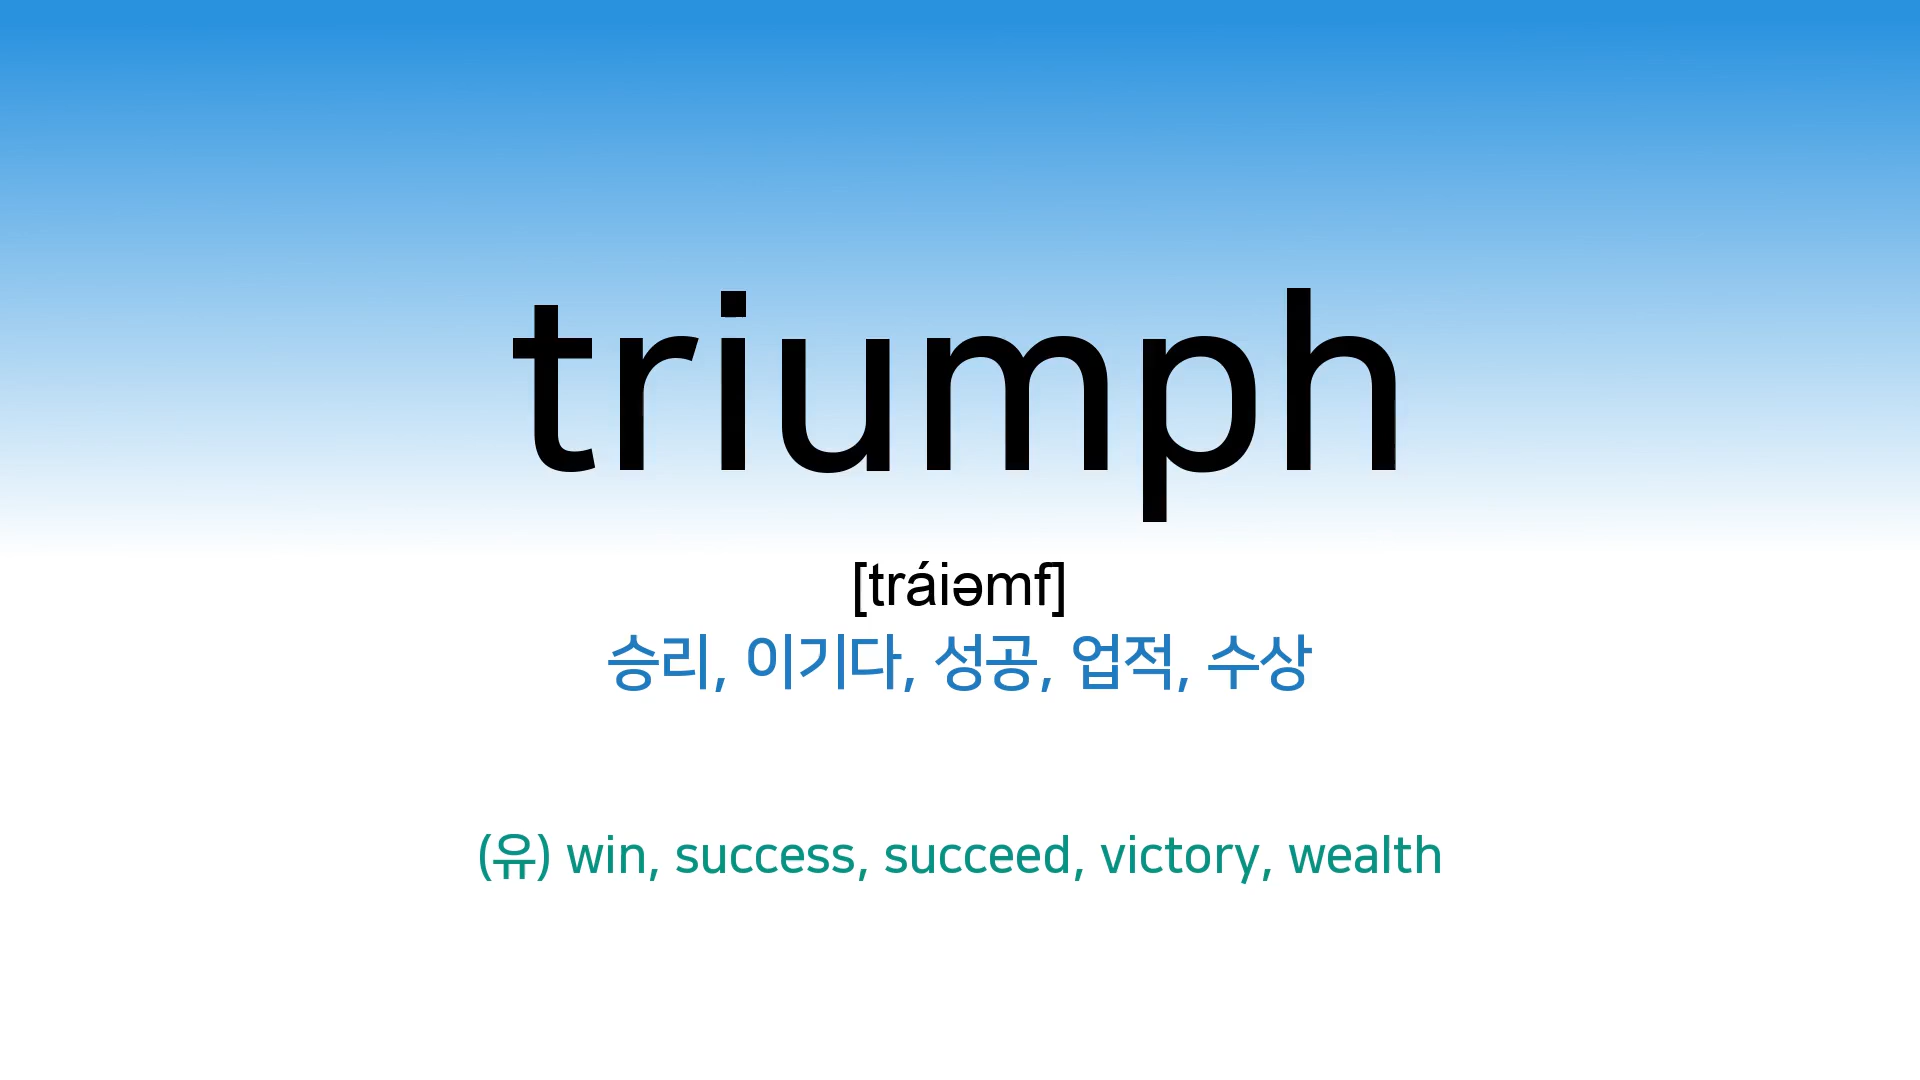 triumph
[tráiəmf]
승리, 이기다, 성공, 업적, 수상
(유) win, success, succeed, victory, wealth